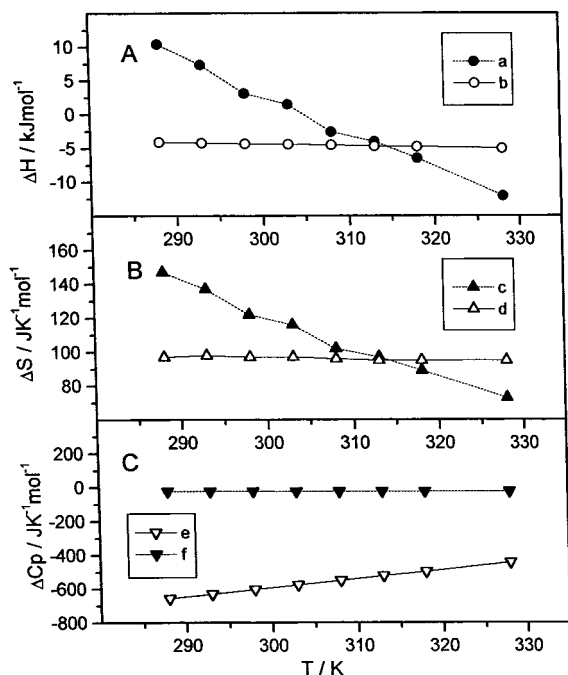 A
a
b
ΔH / kJmol⁻¹
10
5
0
-5
-10
290 300 310 320 330
B
c
d
ΔS / JK⁻¹mol⁻¹
160
140
120
100
80
290 300 310 320 330
C
e
f
ΔCp / JK⁻¹mol⁻¹
200
0
-200
-400
-600
-800
290 300 310 320 330
T / K